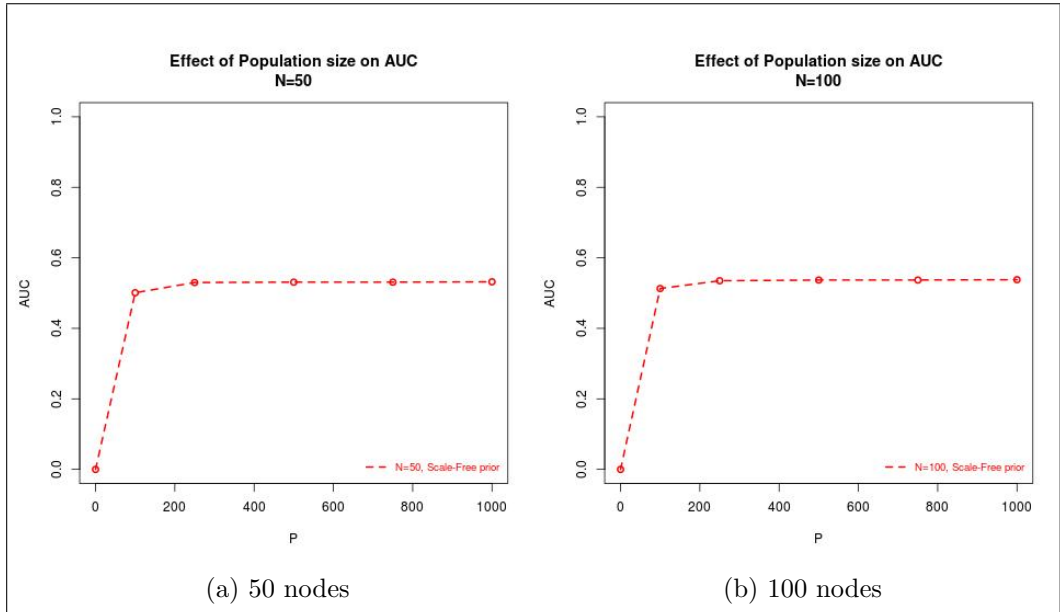 Effect of Population size on AUC
N=50
1.0
0.8
0.6
0.4
0.2
0.0
AUC
0 200 400 600 800 1000
P
N=50, Scale-Free prior
(a) 50 nodes
Effect of Population size on AUC
N=100
1.0
0.8
0.6
0.4
0.2
0.0
AUC
0 200 400 600 800 1000
P
N=100, Scale-Free prior
(b) 100 nodes